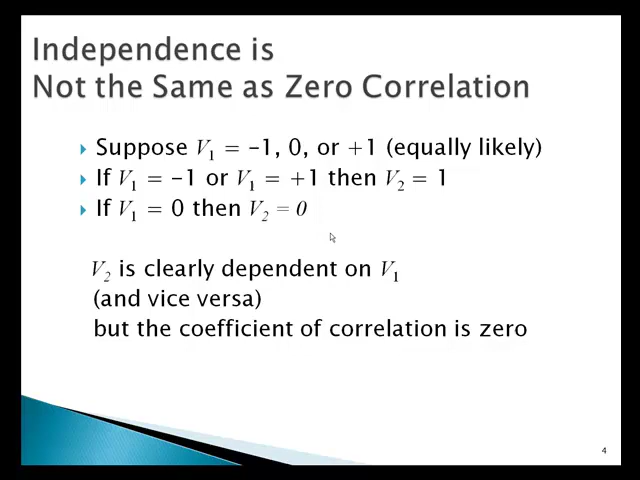 Independence is
Not the Same as Zero Correlation
Suppose V₁ = –1, 0, or +1 (equally likely)
If V₁ = –1 or V₁ = +1 then V₂ = 1
If V₁ = 0 then V₂ = 0
V₂ is clearly dependent on V₁
(and vice versa)
but the coefficient of correlation is zero
4